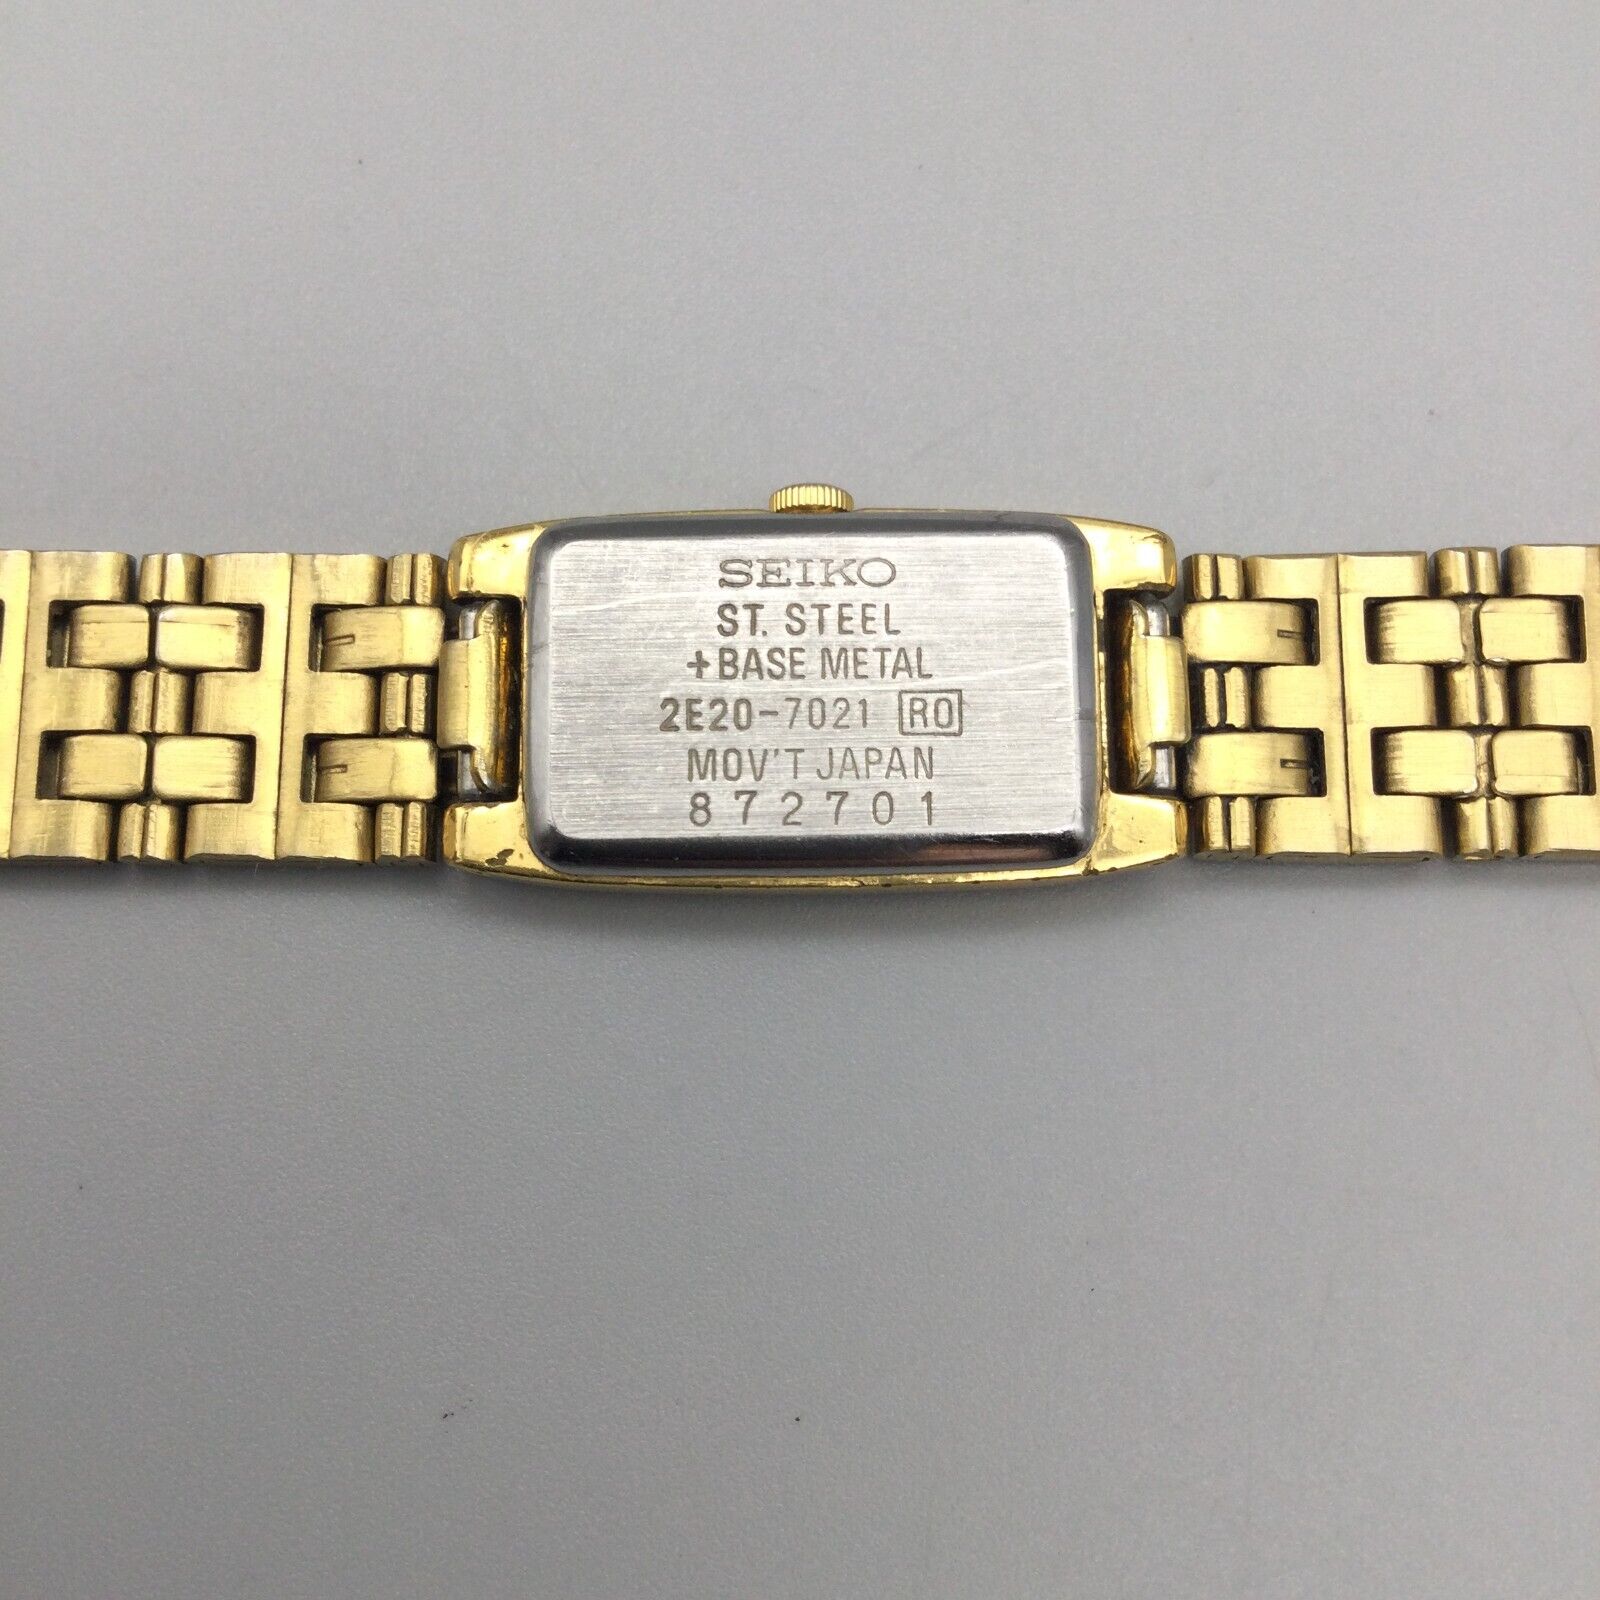 SEIKO
ST. STEEL
+BASE METAL
2E20-7021 RO
MOV'T JAPAN
872701